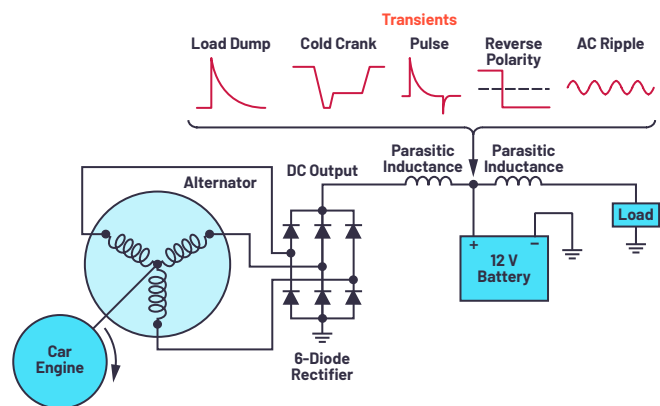 Transients
Load Dump
Cold Crank
Pulse
Reverse
Polarity
AC Ripple
Parasitic
Inductance
Parasitic
Inductance
DC Output
Alternator
Load
+ −
12 V
Battery
Car
Engine
6-Diode
Rectifier